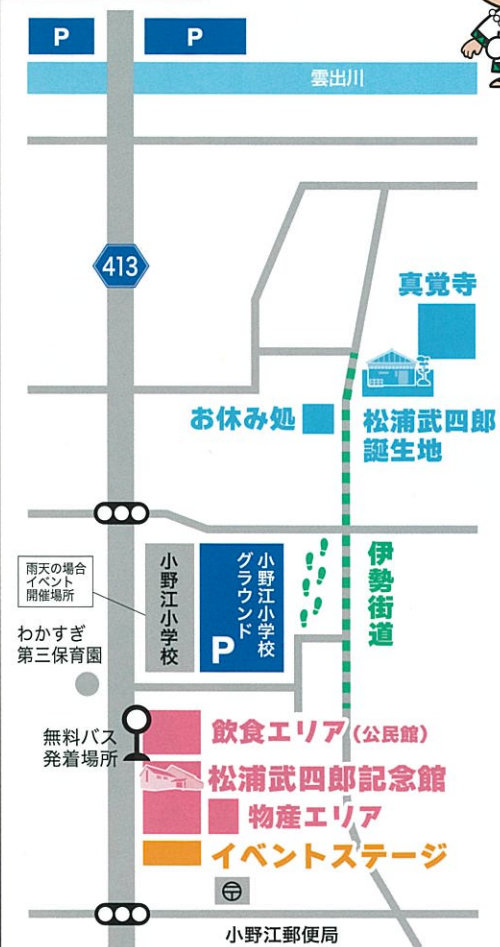 P
P
雲出川
413
真覚寺
お休み処
松浦武四郎
誕生地
雨天の場合
イベント
開催場所
小野江小学校
小野江小学校
グラウンド
P
伊勢街道
わかすぎ
第三保育園
無料バス
発着場所
飲食エリア(公民館)
松浦武四郎記念館
物産エリア
イベントステージ
小野江郵便局